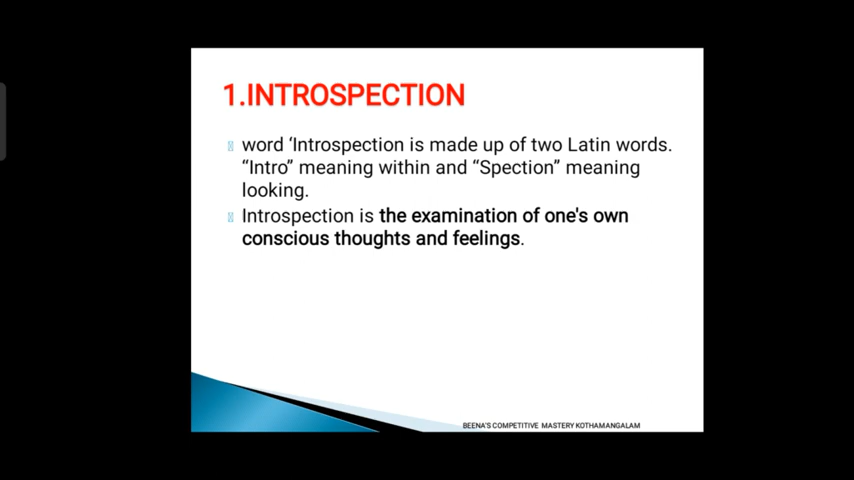 1.INTROSPECTION
word ‘Introspection is made up of two Latin words.
“Intro” meaning within and “Spection” meaning
looking.
Introspection is the examination of one's own
conscious thoughts and feelings.
BEENA'S COMPETITIVE MASTERY KOTHAMANGALAM